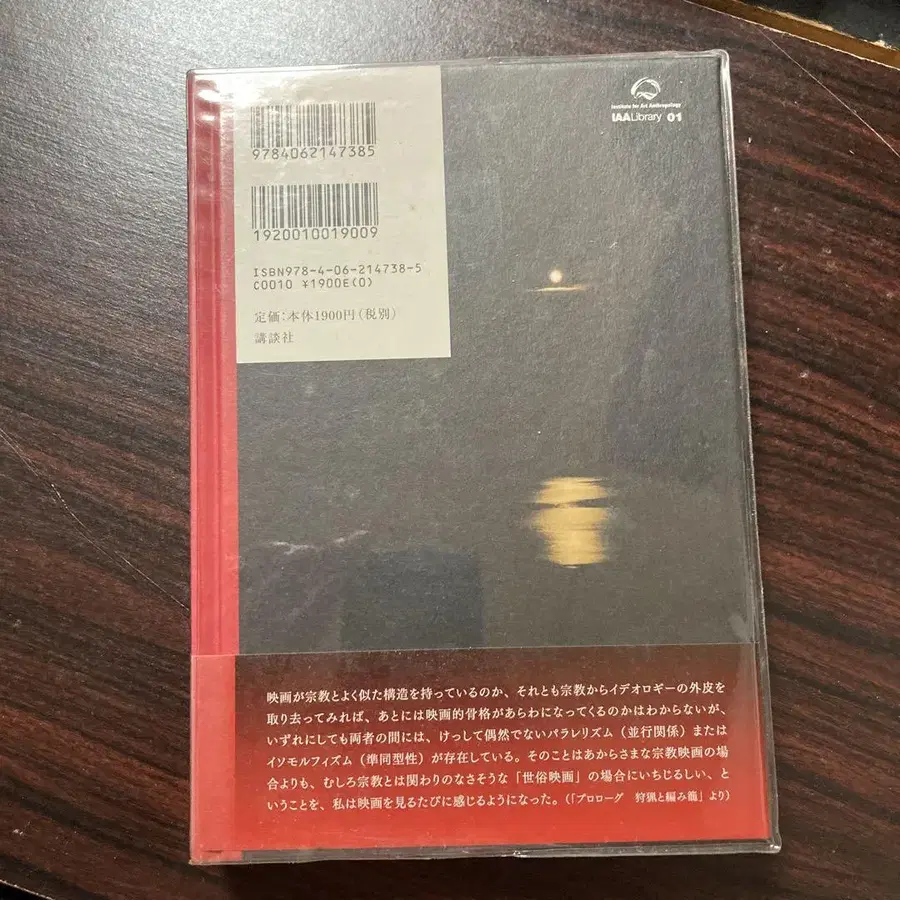 9784062147385
1920010019009
ISBN978-4-06-214738-5
C0010 ¥1900E(0)
定価:本体1900円(税別)
講談社
Institute for Art Anthropology
IAALibrary 01
映画が宗教とよく似た構造を持っているのか、それとも宗教からイデオロギーの外皮を
取り去ってみれば、あとには映画的骨格があらわになってくるのかはわからないが、
いずれにしても両者の間には、けっして偶然でないパラレリズム(並行関係)または
イソモルフィズム(準同型性)が存在している。そのことはあからさまな宗教映画の場
合よりも、むしろ宗教とは関わりのなさそうな「世俗映画」の場合にいちじるしい、と
いうことを、私は映画を見るたびに感じるようになった。(「プロローグ 狩猟と編み籠」より)